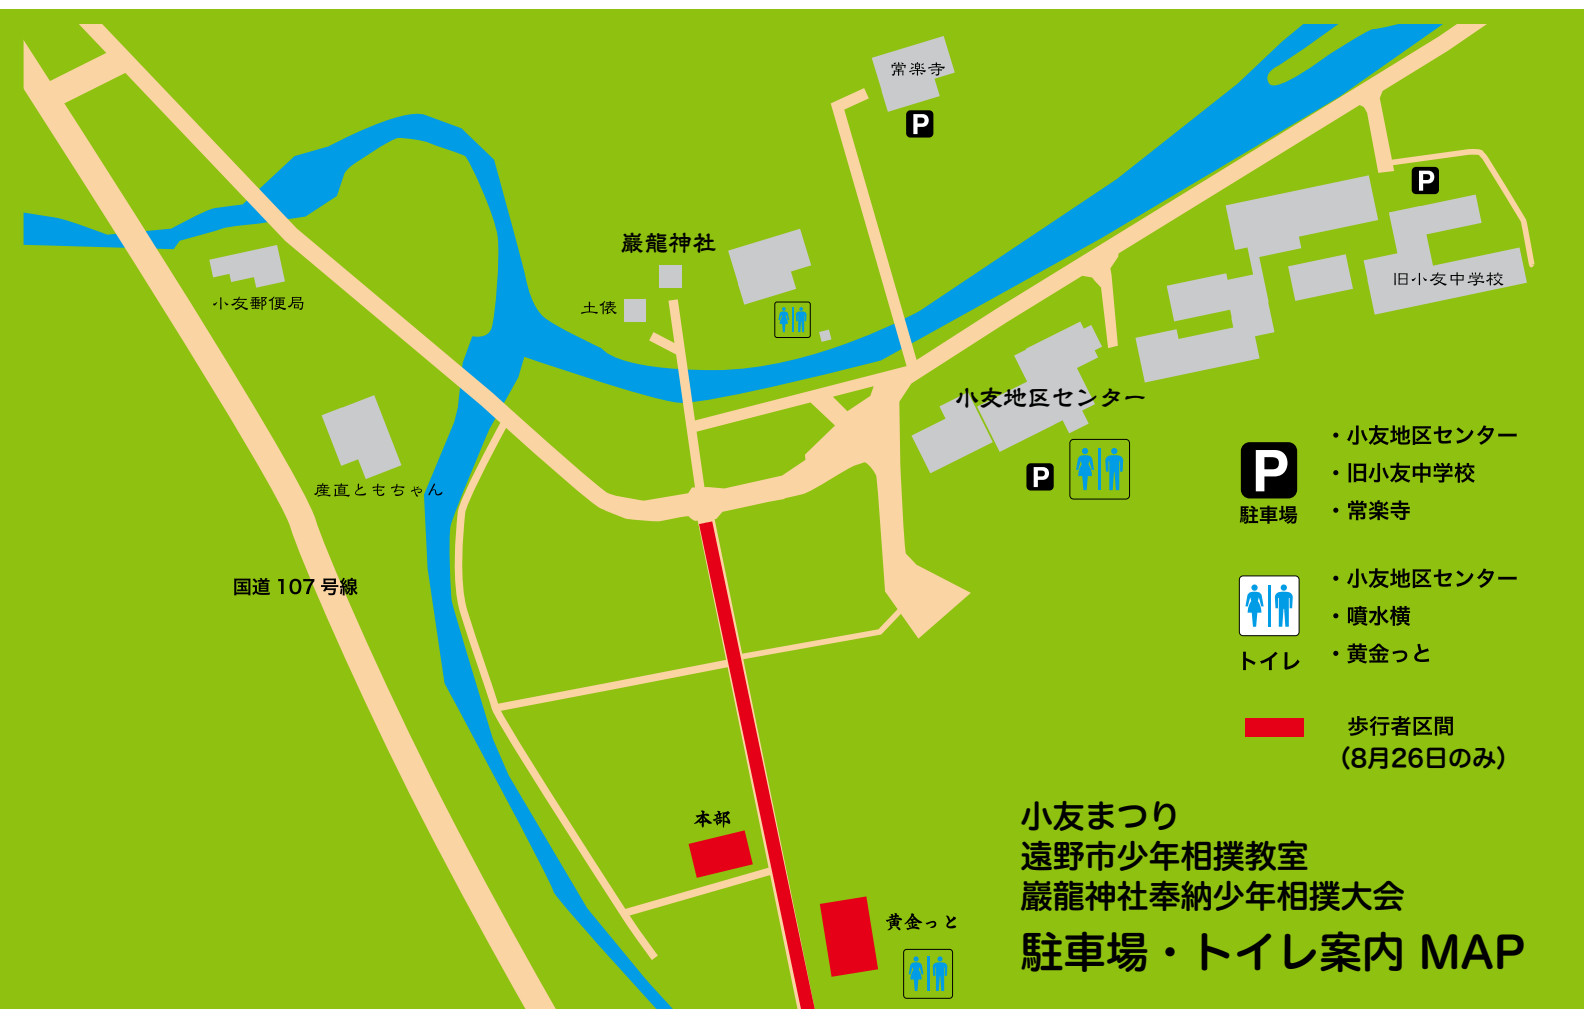 常楽寺
P
P
巖龍神社
土俵
小友郵便局
旧小友中学校
小友地区センター
P
産直ともちゃん
国道107号線
本部
黄金っと
P
駐車場
・小友地区センター
・旧小友中学校
・常楽寺
トイレ
・小友地区センター
・噴水横
・黄金っと
歩行者区間
(8月26日のみ)
小友まつり
遠野市少年相撲教室
巖龍神社奉納少年相撲大会
駐車場・トイレ案内 MAP